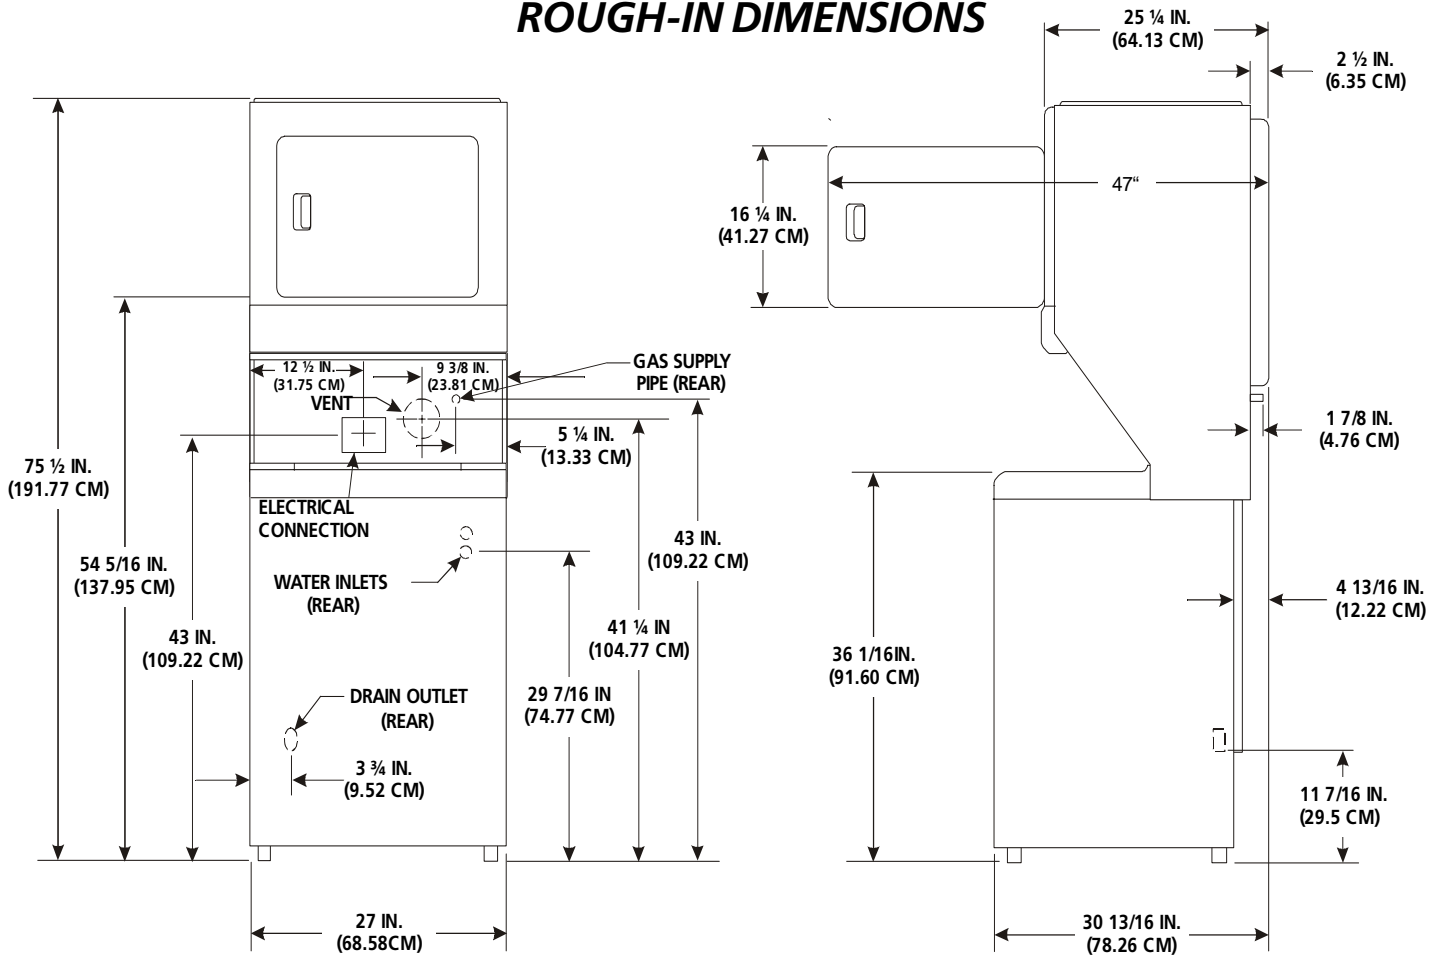 ROUGH-IN DIMENSIONS
25 ¼ IN.
(64.13 CM)
2 ½ IN.
(6.35 CM)
47“
16 ¼ IN.
(41.27 CM)
12 ½ IN.
(31.75 CM)
9 3/8 IN.
(23.81 CM)
GAS SUPPLY
PIPE (REAR)
VENT
5 ¼ IN.
(13.33 CM)
1 7/8 IN.
(4.76 CM)
75 ½ IN.
(191.77 CM)
ELECTRICAL
CONNECTION
54 5/16 IN.
(137.95 CM)
43 IN.
(109.22 CM)
WATER INLETS
(REAR)
4 13/16 IN.
(12.22 CM)
43 IN.
(109.22 CM)
41 ¼ IN
(104.77 CM)
36 1/16IN.
(91.60 CM)
DRAIN OUTLET
(REAR)
29 7/16 IN
(74.77 CM)
3 ¾ IN.
(9.52 CM)
11 7/16 IN.
(29.5 CM)
27 IN.
(68.58CM)
30 13/16 IN.
(78.26 CM)